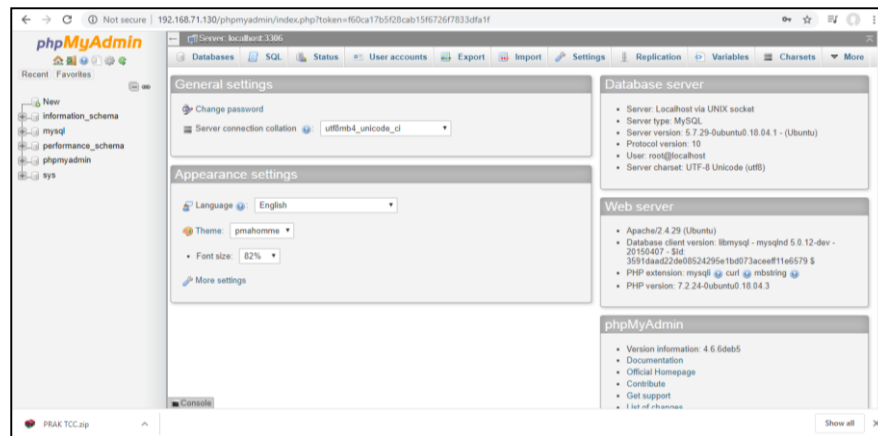 Not secure | 192.168.71.130/phpmyadmin/index.php?token=f60ca17b5f28cab15f6726f7833dfa1f
phpMyAdmin
Recent Favorites
New
information_schema
mysql
performance_schema
phpmyadmin
sys
Server: localhost:3306
Databases SQL Status User accounts Export Import Settings Replication Variables Charsets More
General settings
Change password
Server connection collation : utf8mb4_unicode_ci
Appearance settings
Language : English
Theme: pmahomme
Font size: 82%
More settings
Console
Database server
Server: Localhost via UNIX socket
Server type: MySQL
Server version: 5.7.29-0ubuntu0.18.04.1 - (Ubuntu)
Protocol version: 10
User: root@localhost
Server charset: UTF-8 Unicode (utf8)
Web server
Apache/2.4.29 (Ubuntu)
Database client version: libmysql - mysqlnd 5.0.12-dev -
20150407 - $Id:
3591daad22de08524295e1bd073aceeff11e6579 $
PHP extension: mysqli curl mbstring
PHP version: 7.2.24-0ubuntu0.18.04.3
phpMyAdmin
Version information: 4.6.6deb5
Documentation
Official Homepage
Contribute
Get support
List of changes
PRAK TCC.zip
Show all